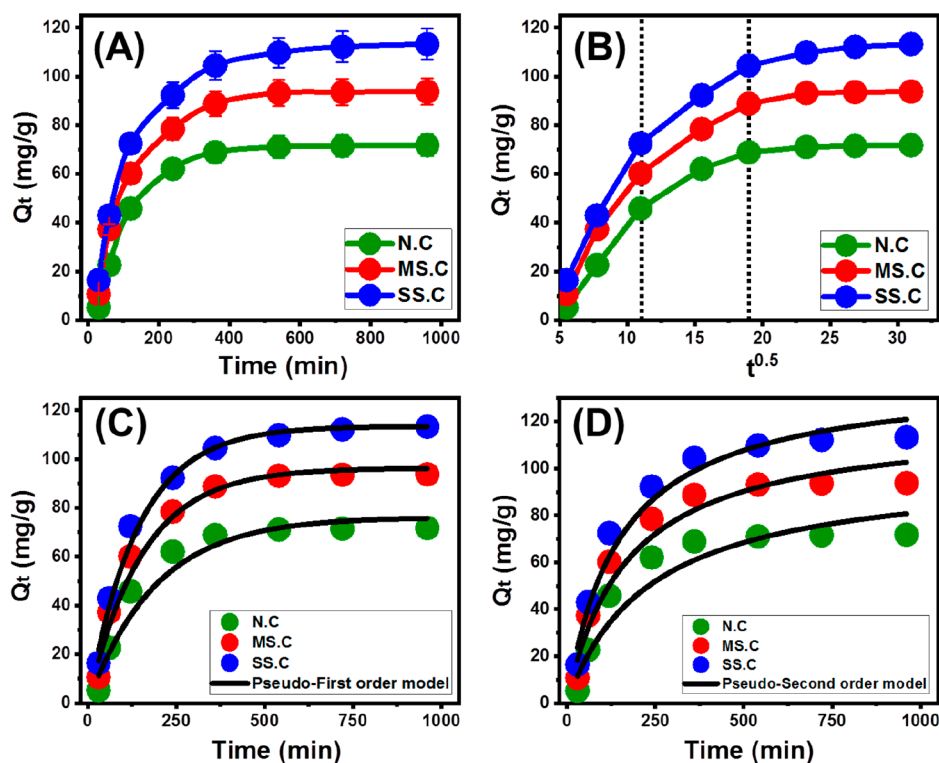 (A)
Qt (mg/g)
120
100
80
60
40
20
0
N.C
MS.C
SS.C
0 200 400 600 800 1000
Time (min)
(B)
Qt (mg/g)
120
100
80
60
40
20
0
N.C
MS.C
SS.C
5 10 15 20 25 30
t^0.5
(C)
Qt (mg/g)
120
100
80
60
40
20
0
N.C
MS.C
SS.C
Pseudo-First order model
0 250 500 750 1000
Time (min)
(D)
Qt (mg/g)
120
100
80
60
40
20
0
N.C
MS.C
SS.C
Pseudo-Second order model
0 250 500 750 1000
Time (min)